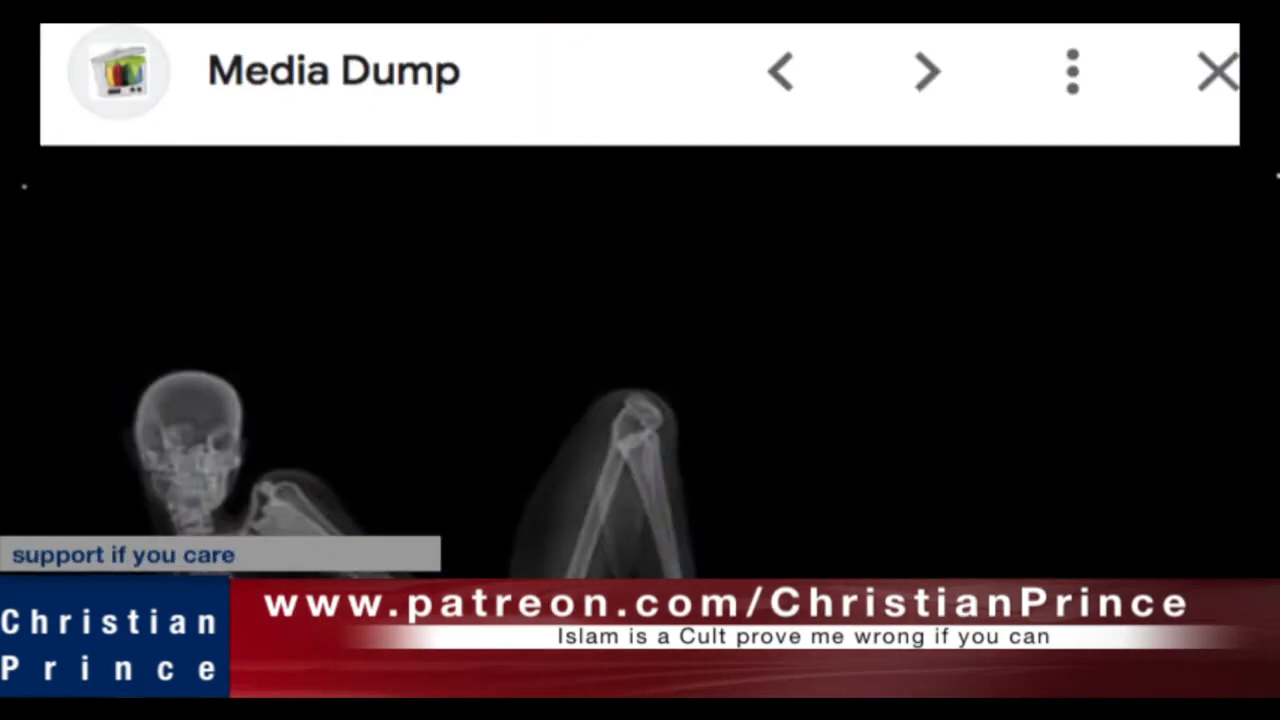 Media Dump
support if you care
Christian
Prince
www.patreon.com/ChristianPrince
Islam is a Cult prove me wrong if you can